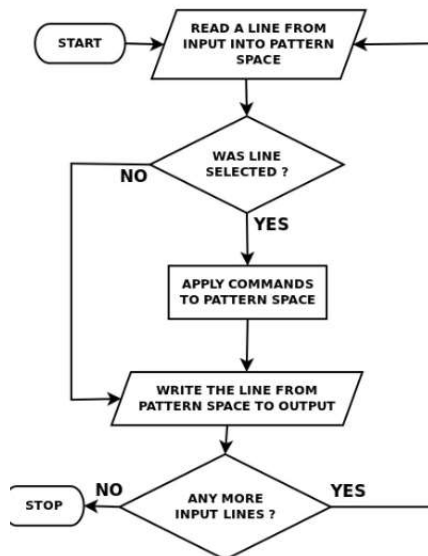 START
READ A LINE FROM
INPUT INTO PATTERN
SPACE
WAS LINE
SELECTED ?
NO
YES
APPLY COMMANDS
TO PATTERN SPACE
WRITE THE LINE FROM
PATTERN SPACE TO OUTPUT
STOP
NO
ANY MORE
INPUT LINES ?
YES